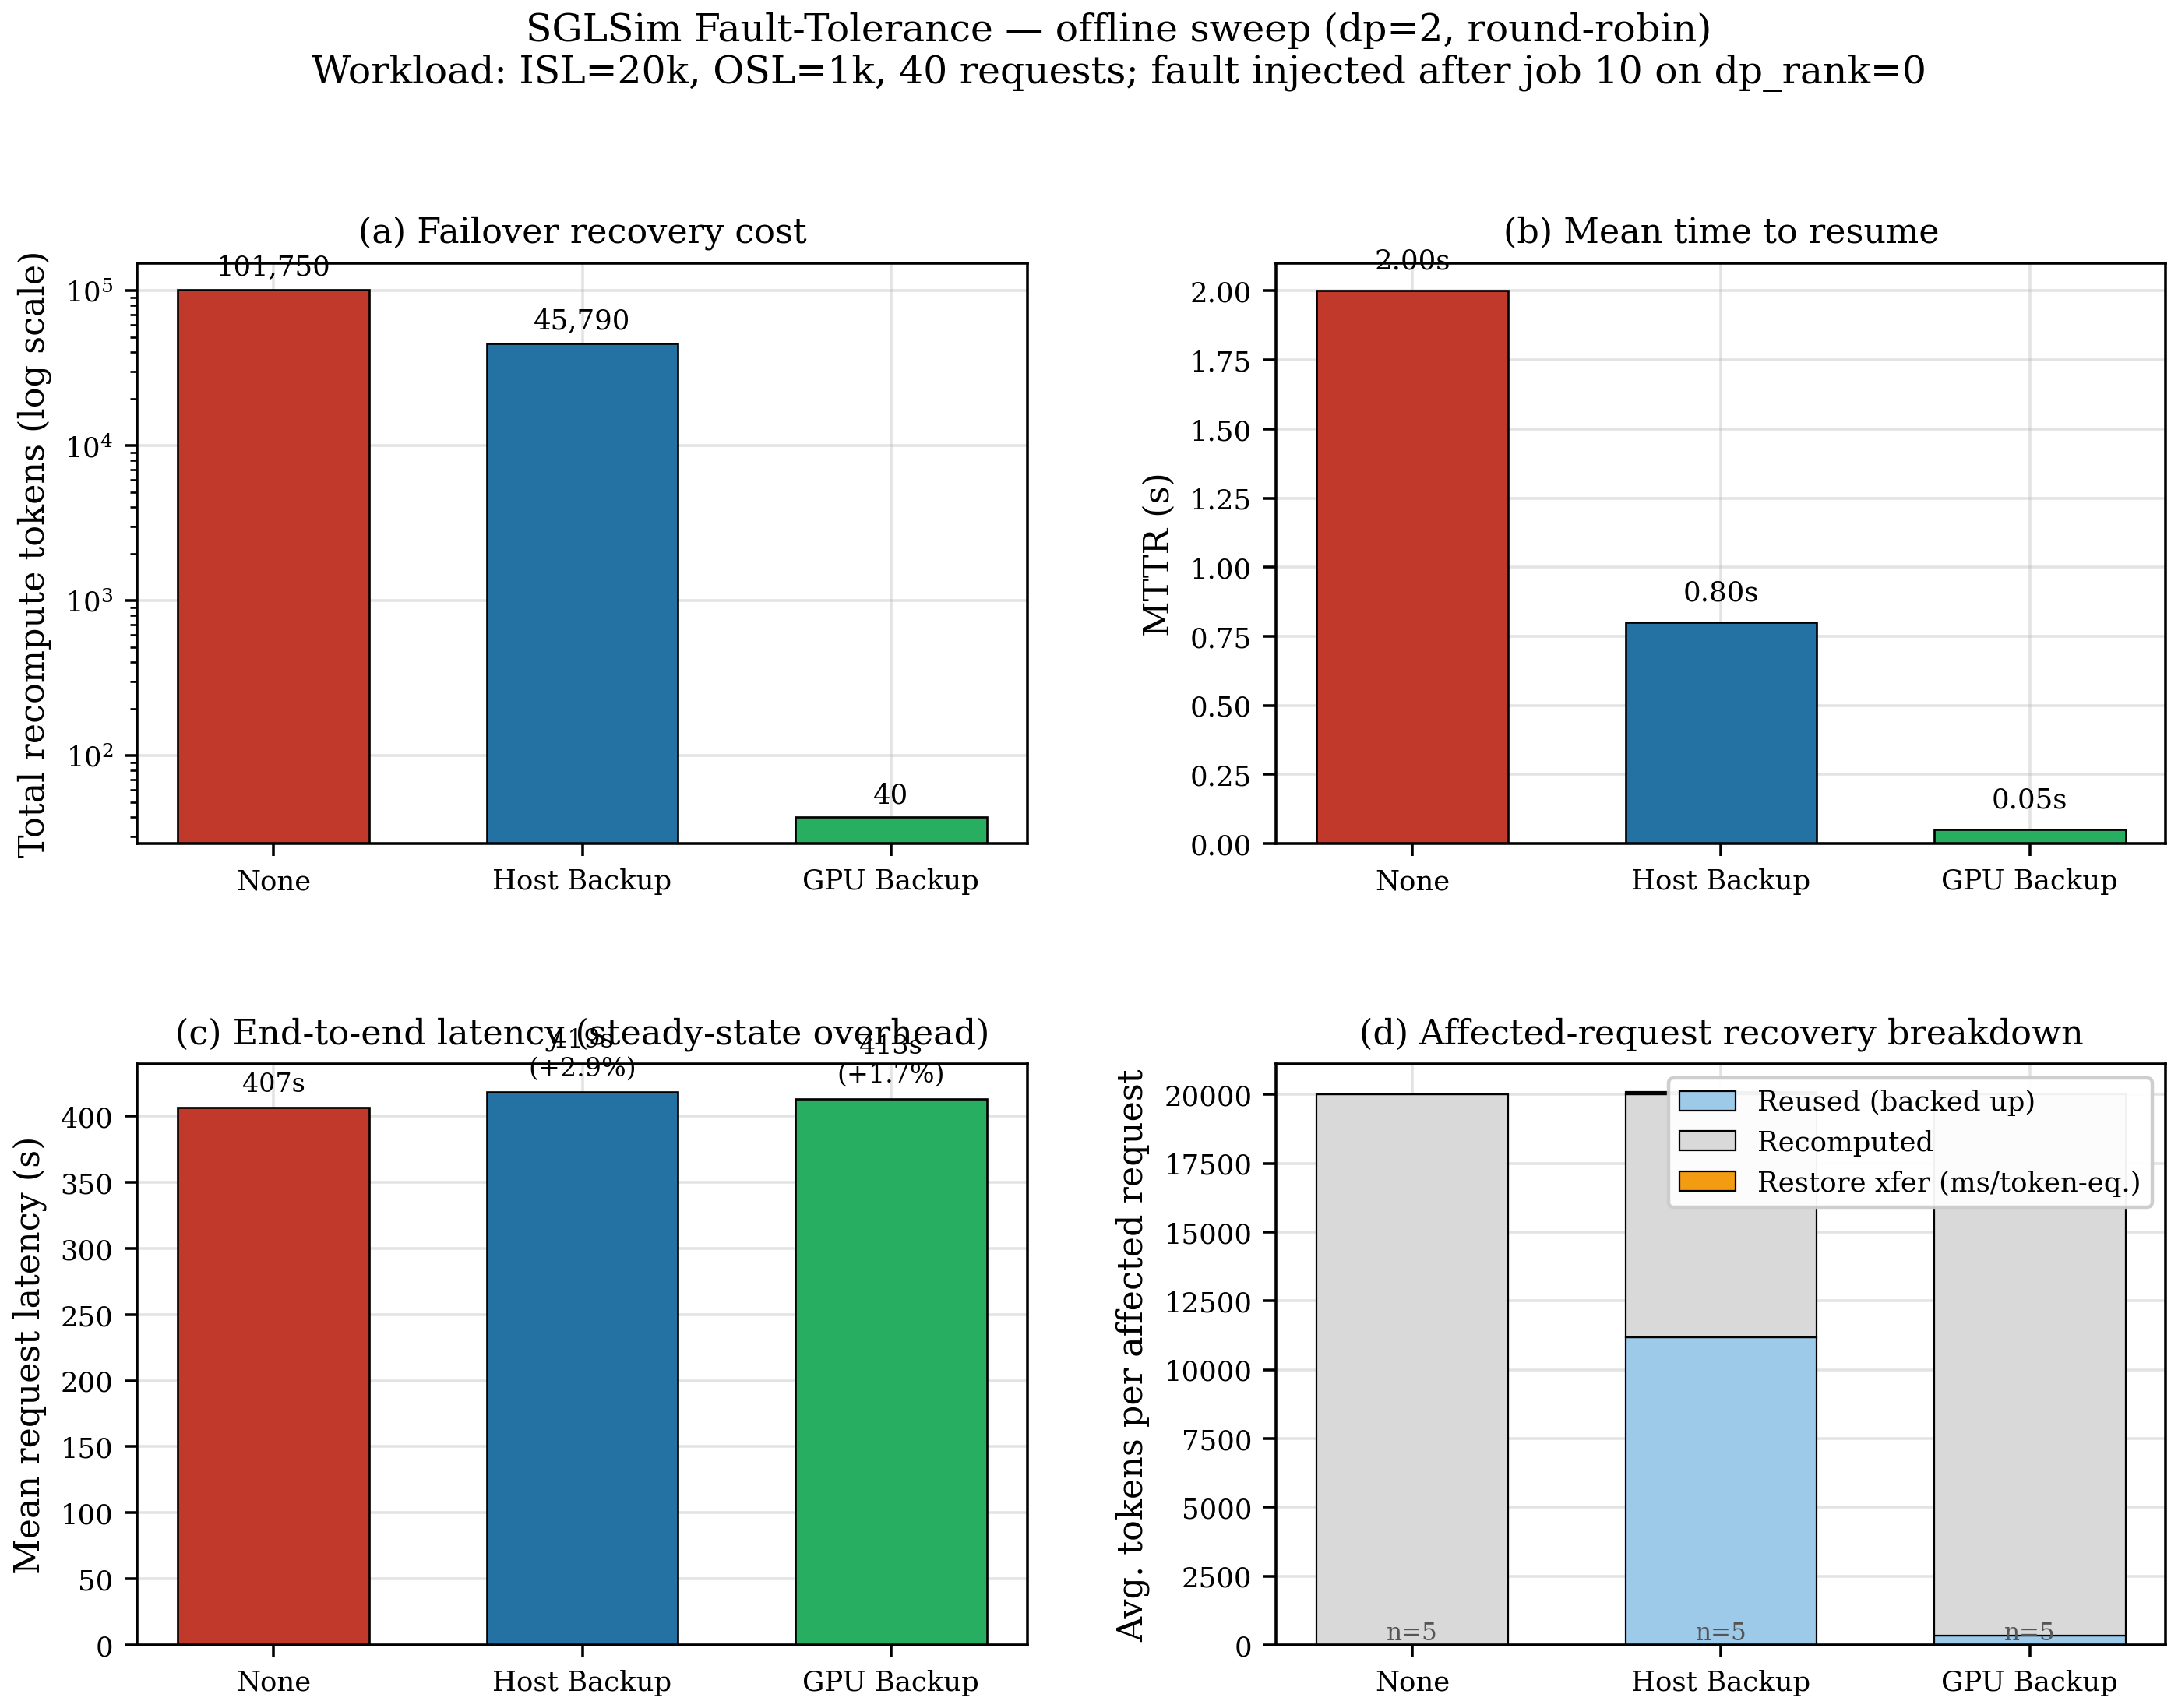 SGLSim Fault-Tolerance — offline sweep (dp=2, round-robin)
Workload: ISL=20k, OSL=1k, 40 requests; fault injected after job 10 on dp_rank=0
(a) Failover recovery cost
Total recompute tokens (log scale)
10⁵
10⁴
10³
10²
101,750
45,790
40
None
Host Backup
GPU Backup
(b) Mean time to resume
MTTR (s)
2.00
1.75
1.50
1.25
1.00
0.75
0.50
0.25
0.00
2.00s
0.80s
0.05s
None
Host Backup
GPU Backup
(c) End-to-end latency (steady-state overhead)
Mean request latency (s)
400
350
300
250
200
150
100
50
0
407s
419s
(+2.9%)
413s
(+1.7%)
None
Host Backup
GPU Backup
(d) Affected-request recovery breakdown
Avg. tokens per affected request
20000
17500
15000
12500
10000
7500
5000
2500
0
Reused (backed up)
Recomputed
Restore xfer (ms/token-eq.)
n=5
n=5
n=5
None
Host Backup
GPU Backup